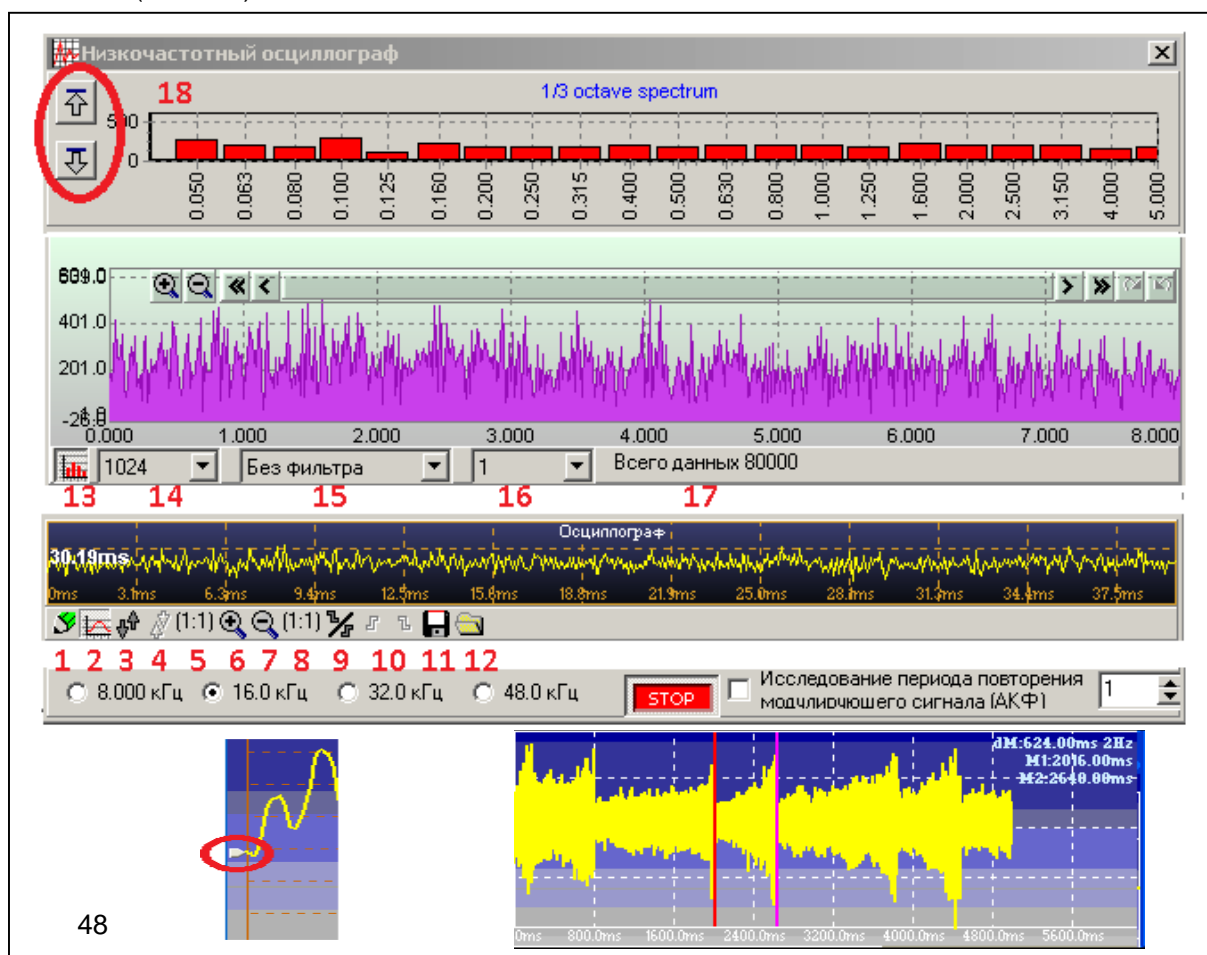 Низкочастотный осциллограф
18
1/3 octave spectrum
500
0
0.050 0.063 0.080 0.100 0.125 0.160 0.200 0.250 0.315 0.400 0.500 0.630 0.800 1.000 1.250 1.600 2.000 2.500 3.150 4.000 5.000
401.0
201.0
0.000 1.000 2.000 3.000 4.000 5.000 6.000 7.000 8.000
1024 Без фильтра 1 Всего данных 80000
13 14 15 16 17
Осциллограф
30.19ms
0ms 3.1ms 6.3ms 9.4ms 12.5ms 15.6ms 18.8ms 21.9ms 25.0ms 28.1ms 31.3ms 34.4ms 37.5ms
(1:1) (1:1)
1 2 3 4 5 6 7 8 9 10 11 12
8.000 кГц 16.0 кГц 32.0 кГц 48.0 кГц STOP Исследование периода повторения
модулирующего сигнала (АКФ) 1
dM:624.00ms 2Hz
M1:2016.00ms
M2:2640.00ms
0ms 800.0ms 1600.0ms 2400.0ms 3200.0ms 4000.0ms 4800.0ms 5600.0ms
48